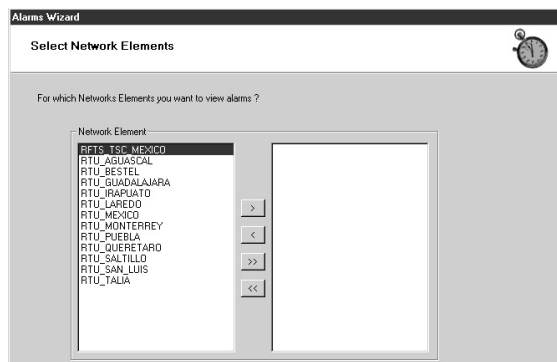 Alarms Wizard
Select Network Elements
For which Networks Elements you want to view alarms ?
Network Element
RFTS_TSC_MEXICO
RTU_AGUASCAL
RTU_BESTEL
RTU_GUADALAJARA
RTU_IRAPUATO
RTU_LAREDO
RTU_MEXICO
RTU_MONTERREY
RTU_PUEBLA
RTU_QUERETARO
RTU_SALTILLO
RTU_SAN_LUIS
RTU_TALIA
>
<
>>
<<